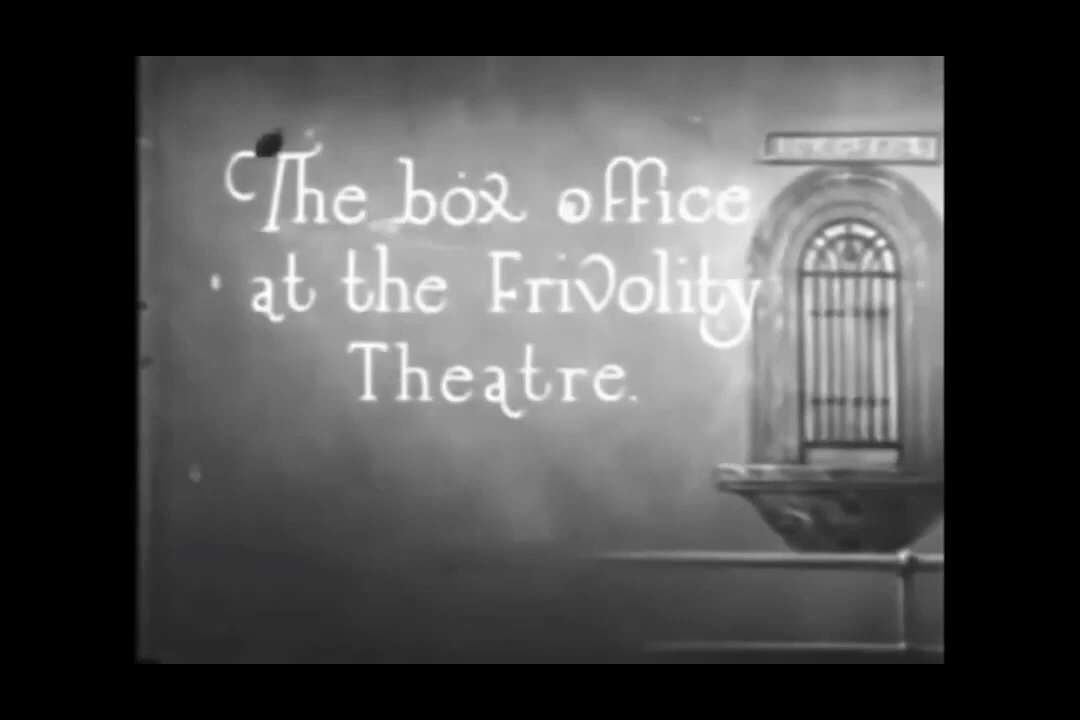 The box office
at the Frivolity
Theatre.